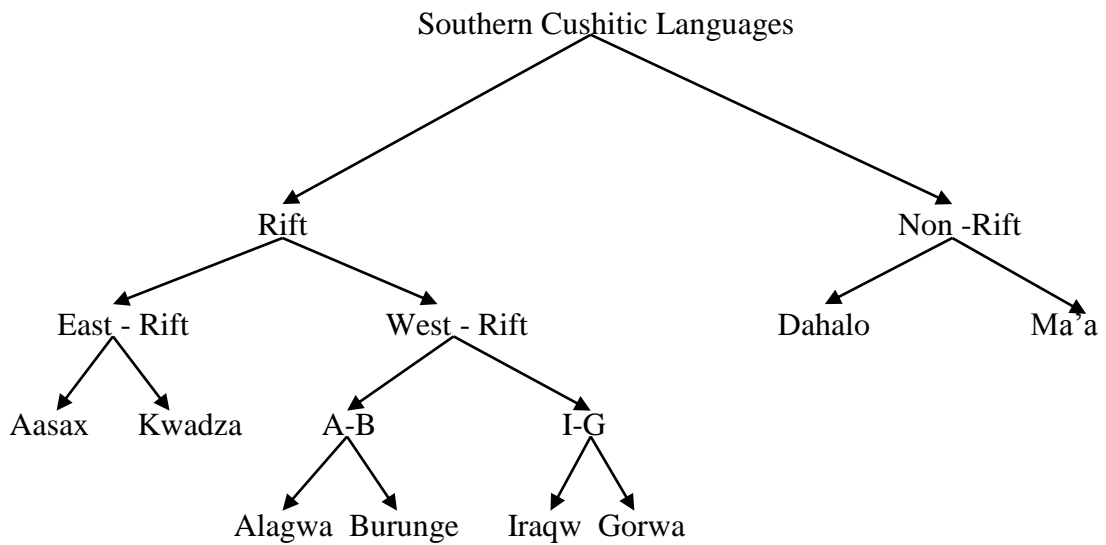 Southern Cushitic Languages
Rift Non -Rift
East - Rift West - Rift Dahalo Ma’a
Aasax Kwadza A-B I-G
Alagwa Burunge Iraqw Gorwa